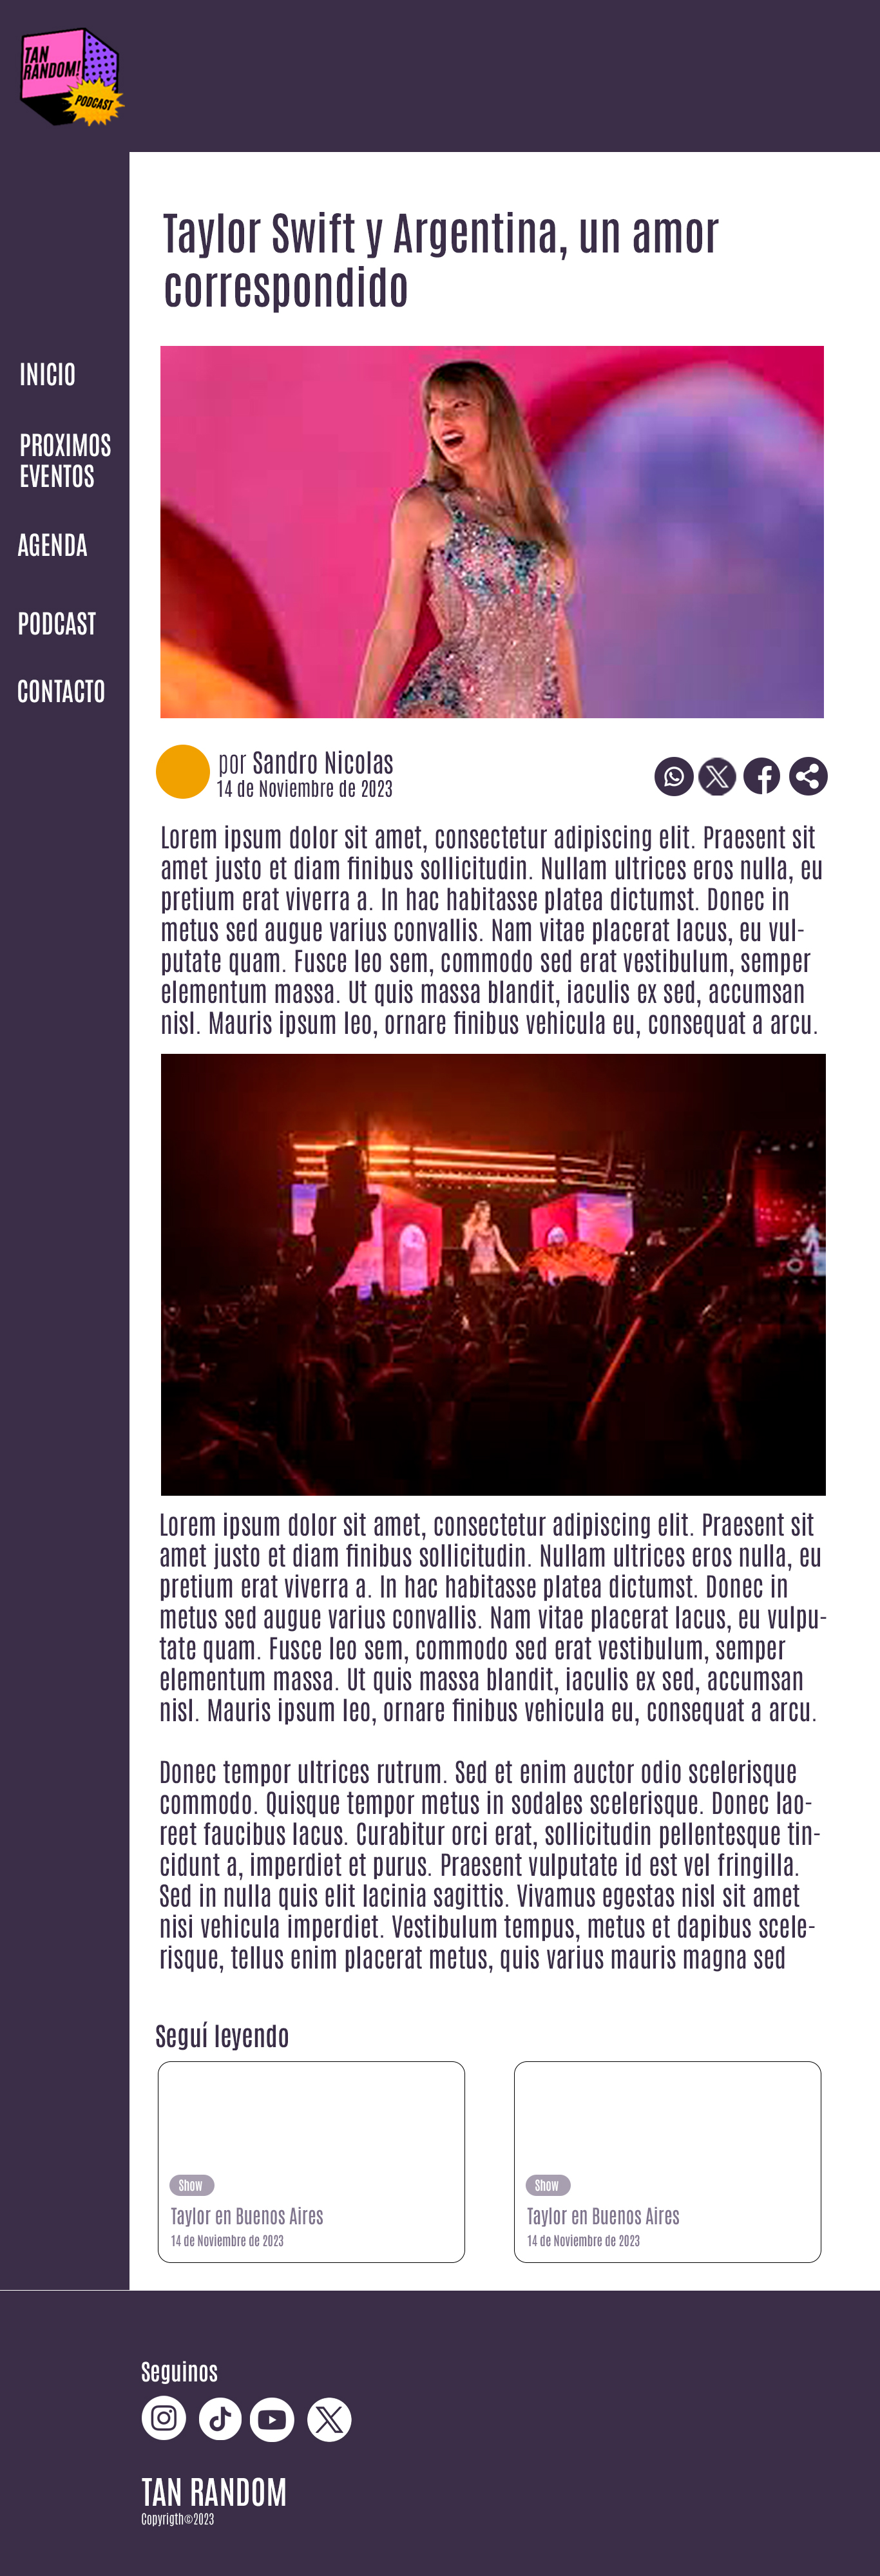 TAN
RANDOM!
PODCAST
Taylor Swift y Argentina, un amor
correspondido
INICIO
PROXIMOS
EVENTOS
AGENDA
PODCAST
CONTACTO
por Sandro Nicolas
14 de Noviembre de 2023
Lorem ipsum dolor sit amet, consectetur adipiscing elit. Praesent sit
amet justo et diam finibus sollicitudin. Nullam ultrices eros nulla, eu
pretium erat viverra a. In hac habitasse platea dictumst. Donec in
metus sed augue varius convallis. Nam vitae placerat lacus, eu vul-
putate quam. Fusce leo sem, commodo sed erat vestibulum, semper
elementum massa. Ut quis massa blandit, iaculis ex sed, accumsan
nisl. Mauris ipsum leo, ornare finibus vehicula eu, consequat a arcu.
Lorem ipsum dolor sit amet, consectetur adipiscing elit. Praesent sit
amet justo et diam finibus sollicitudin. Nullam ultrices eros nulla, eu
pretium erat viverra a. In hac habitasse platea dictumst. Donec in
metus sed augue varius convallis. Nam vitae placerat lacus, eu vulpu-
tate quam. Fusce leo sem, commodo sed erat vestibulum, semper
elementum massa. Ut quis massa blandit, iaculis ex sed, accumsan
nisl. Mauris ipsum leo, ornare finibus vehicula eu, consequat a arcu.
Donec tempor ultrices rutrum. Sed et enim auctor odio scelerisque
commodo. Quisque tempor metus in sodales scelerisque. Donec lao-
reet faucibus lacus. Curabitur orci erat, sollicitudin pellentesque tin-
cidunt a, imperdiet et purus. Praesent vulputate id est vel fringilla.
Sed in nulla quis elit lacinia sagittis. Vivamus egestas nisl sit amet
nisi vehicula imperdiet. Vestibulum tempus, metus et dapibus scele-
risque, tellus enim placerat metus, quis varius mauris magna sed
Seguí leyendo
Show
Taylor en Buenos Aires
14 de Noviembre de 2023
Show
Taylor en Buenos Aires
14 de Noviembre de 2023
Seguinos
TAN RANDOM
Copyrigth©2023